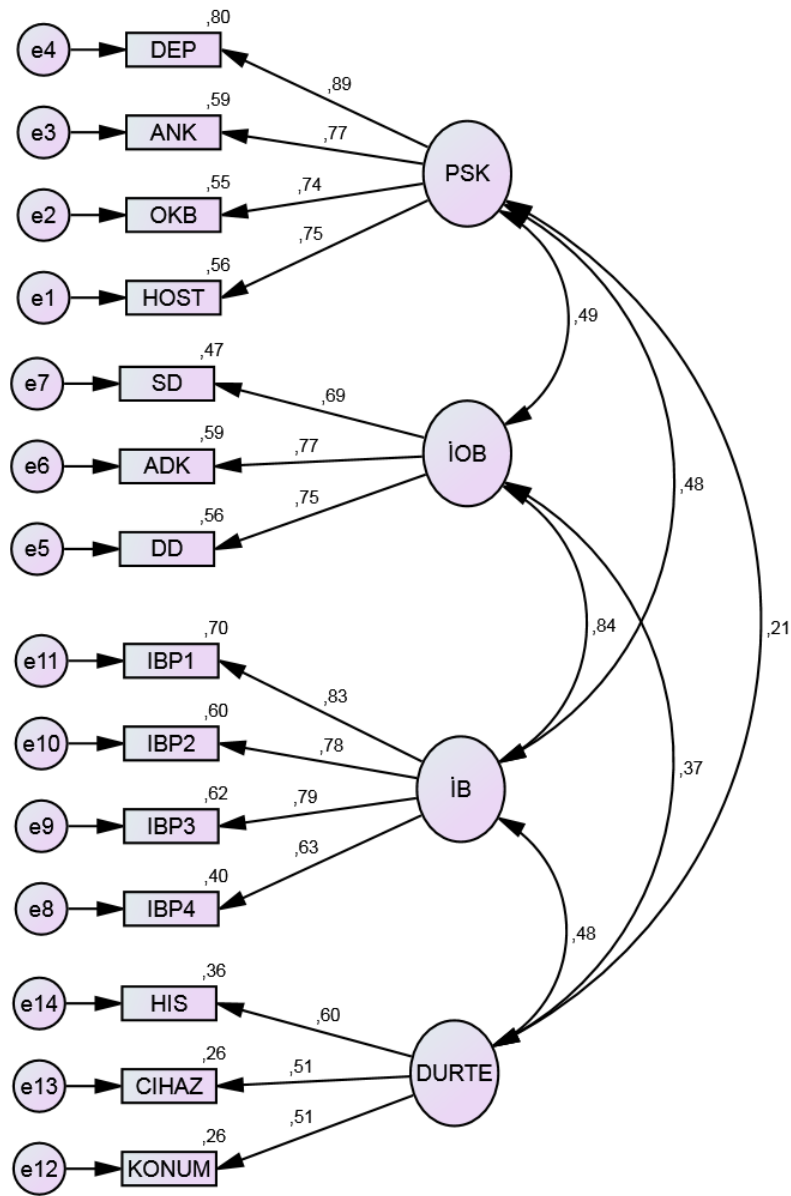 ,80
e4 DEP
,89
,59
e3 ANK
,77
PSK
,55
e2 OKB
,74
,56
e1 HOST
,75
,49
,47
e7 SD
,69
,59
e6 ADK
,77
İOB
,56
e5 DD
,75
,48
,84
,21
,70
e11 IBP1
,83
,60
e10 IBP2
,78
,37
İB
,62
e9 IBP3
,79
,40
e8 IBP4
,63
,48
,36
e14 HIS
,60
,26
e13 CIHAZ
,51
DURTE
,26
e12 KONUM
,51